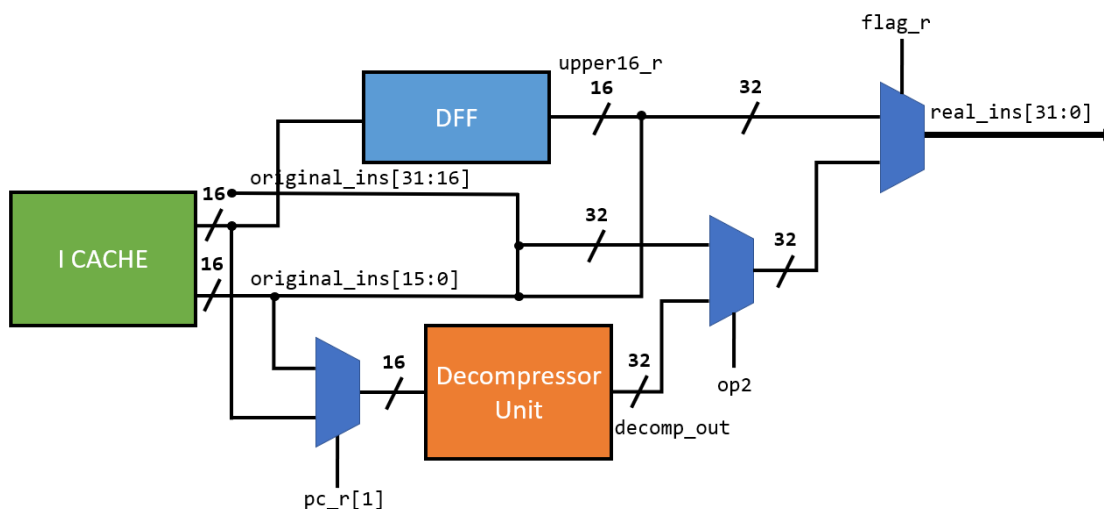 flag_r
upper16_r
16
32
DFF
real_ins[31:0]
original_ins[31:16]
16
32
32
I CACHE
16
original_ins[15:0]
16
Decompressor
Unit
32
op2
decomp_out
pc_r[1]